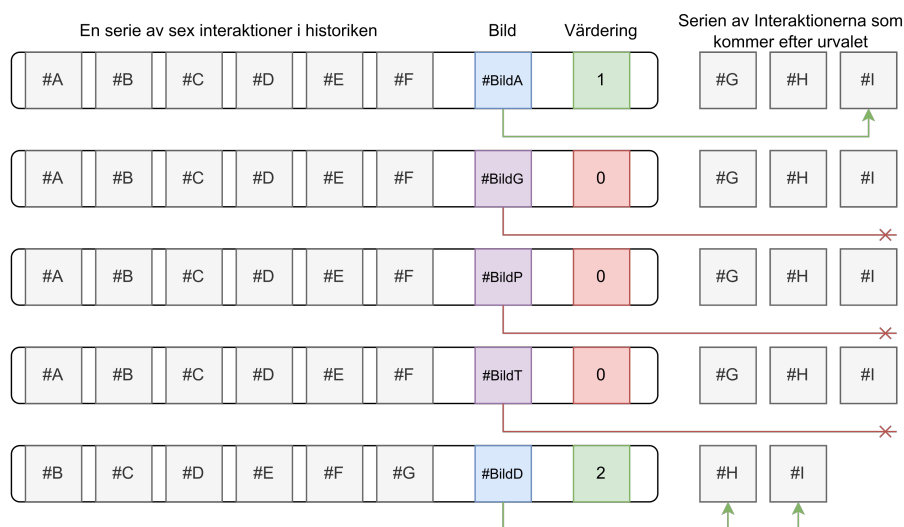 En serie av sex interaktioner i historiken Bild Värdering Serien av Interaktionerna som
kommer efter urvalet
#A #B #C #D #E #F #BildA 1 #G #H #I
#A #B #C #D #E #F #BildG 0 #G #H #I
#A #B #C #D #E #F #BildP 0 #G #H #I
#A #B #C #D #E #F #BildT 0 #G #H #I
#B #C #D #E #F #G #BildD 2 #H #I